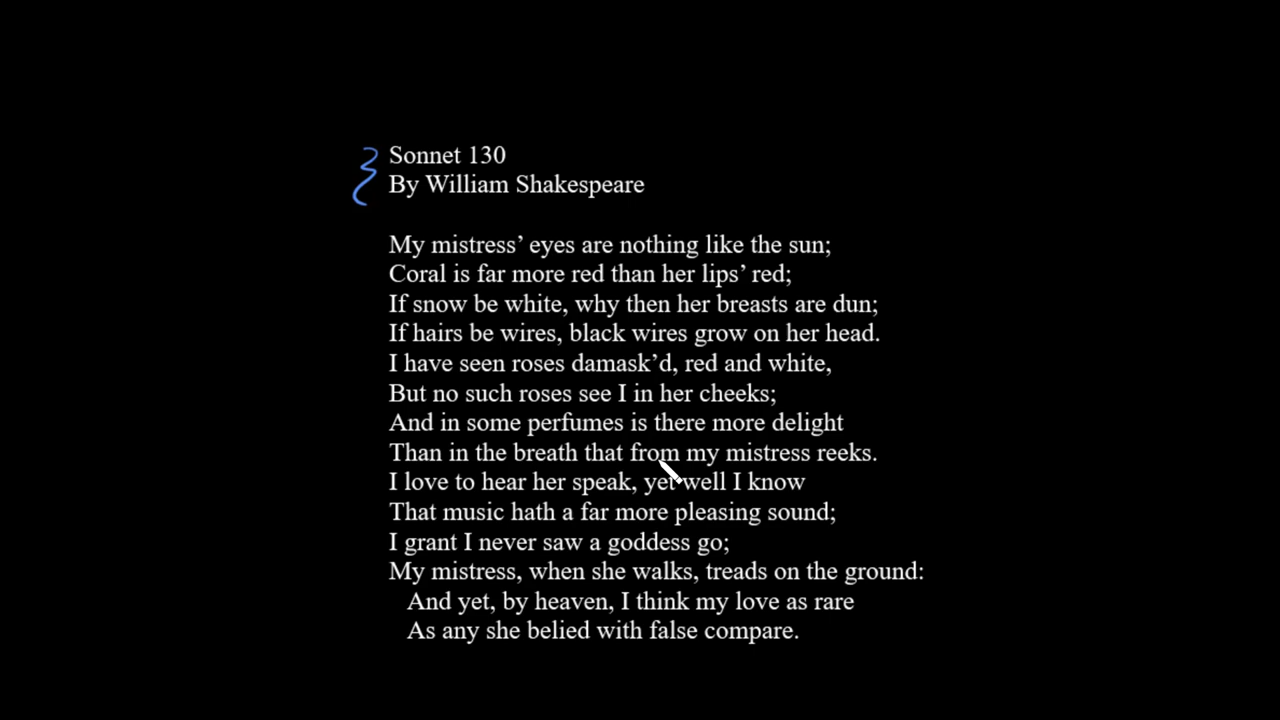 Sonnet 130
By William Shakespeare
My mistress’ eyes are nothing like the sun;
Coral is far more red than her lips’ red;
If snow be white, why then her breasts are dun;
If hairs be wires, black wires grow on her head.
I have seen roses damask’d, red and white,
But no such roses see I in her cheeks;
And in some perfumes is there more delight
Than in the breath that from my mistress reeks.
I love to hear her speak, yet well I know
That music hath a far more pleasing sound;
I grant I never saw a goddess go;
My mistress, when she walks, treads on the ground:
And yet, by heaven, I think my love as rare
As any she belied with false compare.